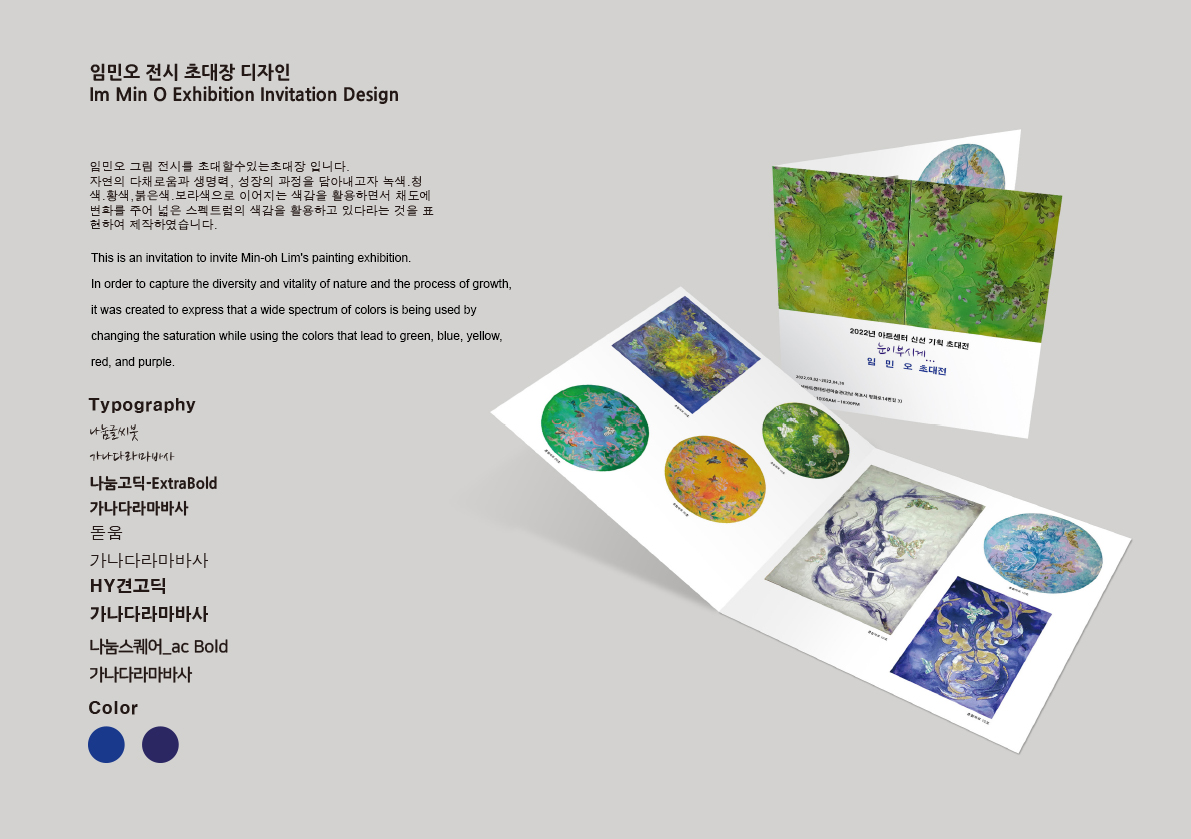 임민오 전시 초대장 디자인
Im Min O Exhibition Invitation Design
임민오 그림 전시를 초대할수있는초대장 입니다.
자연의 다채로움과 생명력, 성장의 과정을 담아내고자 녹색.청
색.황색.붉은색.보라색으로 이어지는 색감을 활용하면서 채도에
변화를 주어 넓은 스펙트럼의 색감을 활용하고 있다라는 것을 표
현하여 제작하였습니다.
This is an invitation to invite Min-oh Lim's painting exhibition.
In order to capture the diversity and vitality of nature and the process of growth,
it was created to express that a wide spectrum of colors is being used by
changing the saturation while using the colors that lead to green, blue, yellow,
red, and purple.
Typography
나눔글씨붓
가나다라마바사
나눔고딕-ExtraBold
가나다라마바사
돋움
가나다라마바사
HY견고딕
가나다라마바사
나눔스퀘어_ac Bold
가나다라마바사
Color
2022년 아트센터 신선 기획 초대전
눈이부시게...
임 민 오 초대전
10:00AM ~ 18:00PM